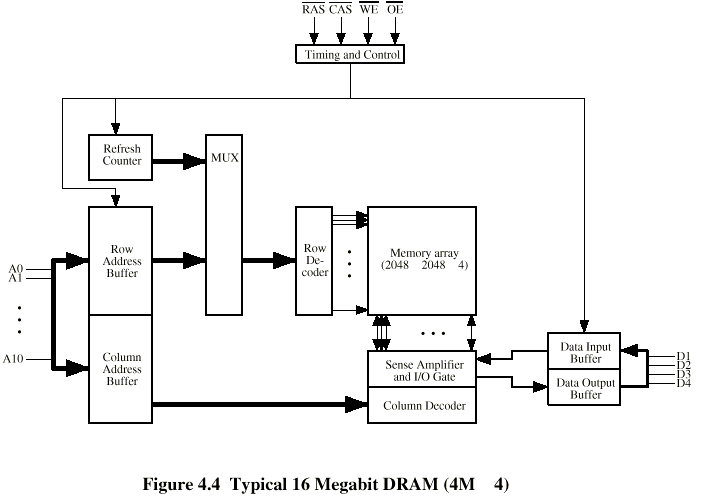 RAS CAS WE OE
Timing and Control
Refresh
Counter
MUX
Row
Address
Buffer
Row
De-
coder
Memory array
(2048 2048 4)
A0
A1
A10
Column
Address
Buffer
Sense Amplifier
and I/O Gate
Column Decoder
Data Input
Buffer
Data Output
Buffer
D1
D2
D3
D4
Figure 4.4 Typical 16 Megabit DRAM (4M 4)